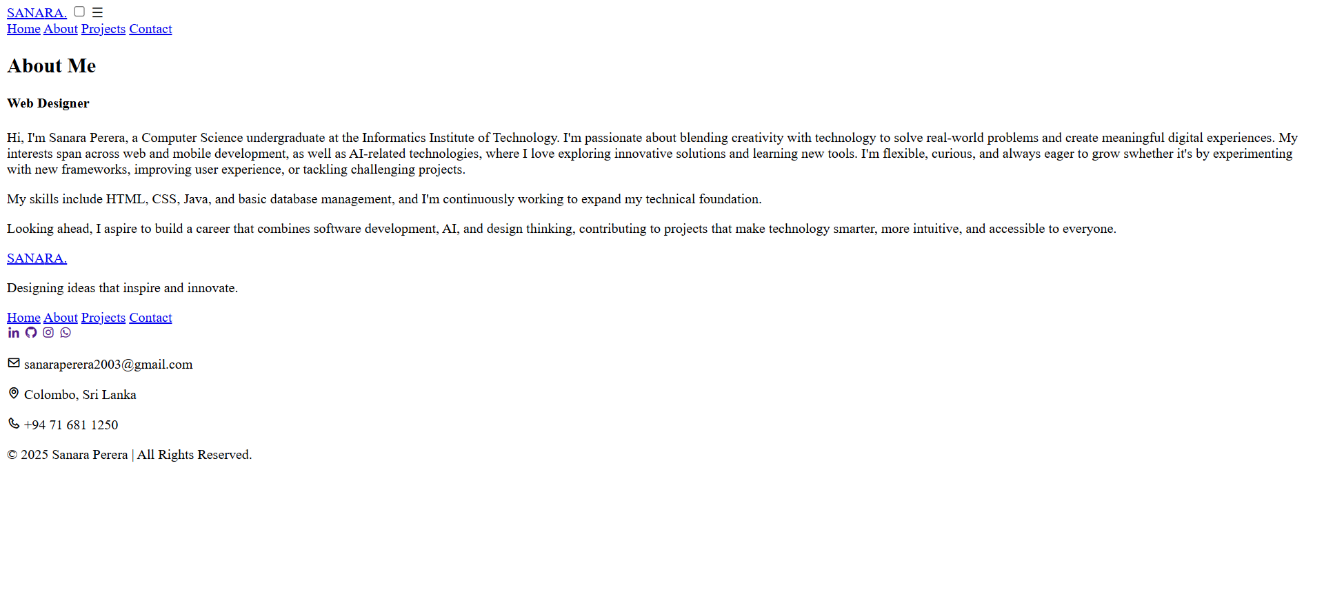 SANARA. ☰
Home About Projects Contact
About Me
Web Designer
Hi, I'm Sanara Perera, a Computer Science undergraduate at the Informatics Institute of Technology. I'm passionate about blending creativity with technology to solve real-world problems and create meaningful digital experiences. My
interests span across web and mobile development, as well as AI-related technologies, where I love exploring innovative solutions and learning new tools. I'm flexible, curious, and always eager to grow swhether it's by experimenting
with new frameworks, improving user experience, or tackling challenging projects.
My skills include HTML, CSS, Java, and basic database management, and I'm continuously working to expand my technical foundation.
Looking ahead, I aspire to build a career that combines software development, AI, and design thinking, contributing to projects that make technology smarter, more intuitive, and accessible to everyone.
SANARA.
Designing ideas that inspire and innovate.
Home About Projects Contact
sanaraperera2003@gmail.com
Colombo, Sri Lanka
+94 71 681 1250
© 2025 Sanara Perera | All Rights Reserved.